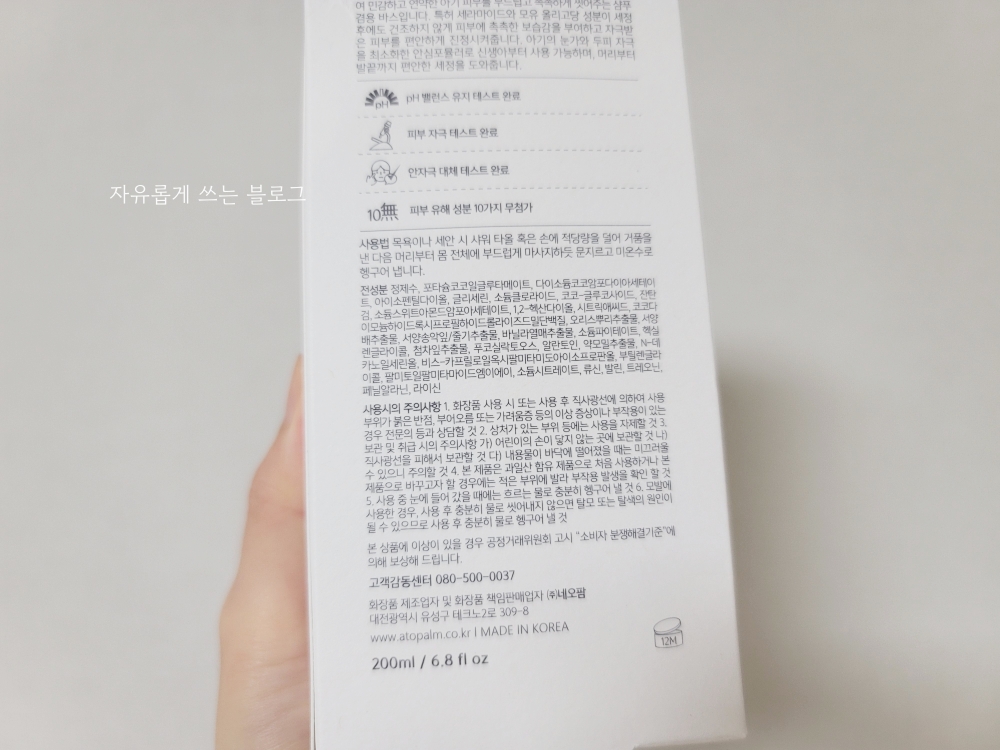 여 민감하고 연약한 아기 피부를 부드럽고 촉촉하게 씻어주는 샴푸
겸용 바스입니다. 특허 세라마이드와 모유 올리고당 성분이 세정
후에도 건조하지 않게 피부에 촉촉한 보습감을 부여하고 자극받
은 피부를 편안하게 진정시켜줍니다. 아기의 눈가와 두피 자극
을 최소화한 안심포뮬러로 신생아부터 사용 가능하며, 머리부터
발끝까지 편안한 세정을 도와줍니다.
pH
pH 밸런스 유지 테스트 완료
피부 자극 테스트 완료
안자극 대체 테스트 완료
자유롭게 쓰는 블로그
10無 피부 유해 성분 10가지 무첨가
사용법 목욕이나 세안 시 샤워 타올 혹은 손에 적당량을 덜어 거품을
낸 다음 머리부터 몸 전체에 부드럽게 마사지하듯 문지르고 미온수로
헹구어 냅니다.
전성분 정제수, 포타슘코코일글루타메이트, 다이소듐코코암포다이아세테이
트, 아이소펜틸다이올, 글리세린, 소듐클로라이드, 코코-글루코사이드, 잔탄
검, 소듐스위트아몬드암포아세테이트, 1,2-헥산다이올, 시트릭애씨드, 코코다
이모늄하이드록시프로필하이드롤라이즈드밀단백질, 오리스뿌리추출물, 서양
배추출물, 서양송악잎/줄기추출물, 바닐라열매추출물, 소듐파이테이트, 헥실
렌글라이콜, 참차잎추출물, 푸코실락토오스, 알란토인, 약모밀추출물, N-데
카노일세린올, 비스-카프릴로일옥시팔미타미도아이소프로판올, 부틸렌글라
이콜, 팔미토일팔미타마이드엠이에이, 소듐시트레이트, 류신, 발린, 트레오닌,
페닐알라닌, 라이신
사용시의 주의사항 1. 화장품 사용 시 또는 사용 후 직사광선에 의하여 사용
부위가 붉은 반점, 부어오름 또는 가려움증 등의 이상 증상이나 부작용이 있는
경우 전문의 등과 상담할 것 2. 상처가 있는 부위 등에는 사용을 자제할 것 3.
보관 및 취급 시의 주의사항 가) 어린이의 손이 닿지 않는 곳에 보관할 것 나)
직사광선을 피해서 보관할 것 다) 내용물이 바닥에 떨어졌을 때는 미끄러울
수 있으니 주의할 것 4. 본 제품은 과일산 함유 제품으로 처음 사용하거나 본
제품으로 바꾸고자 할 경우에는 적은 부위에 발라 부작용 발생을 확인 할 것
5. 사용 중 눈에 들어 갔을 때에는 흐르는 물로 충분히 헹구어 낼 것 6. 모발에
사용한 경우, 사용 후 충분히 물로 씻어내지 않으면 탈모 또는 탈색의 원인이
될 수 있으므로 사용 후 충분히 물로 헹구어 낼 것
본 상품에 이상이 있을 경우 공정거래위원회 고시 "소비자 분쟁해결기준"에
의해 보상해 드립니다.
고객감동센터 080-500-0037
화장품 제조업자 및 화장품 책임판매업자 ㈜네오팜
대전광역시 유성구 테크노2로 309-8
www.atopalm.co.kr I MADE IN KOREA
12M
200ml / 6.8 fl oz